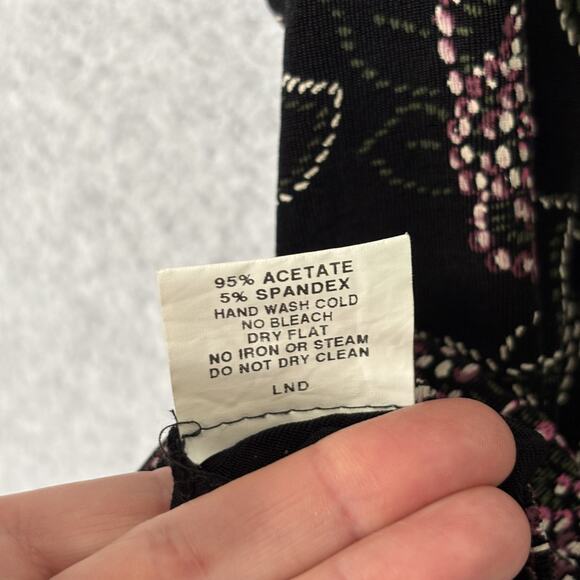 95% ACETATE
5% SPANDEX
HAND WASH COLD
NO BLEACH
DRY FLAT
NO IRON OR STEAM
DO NOT DRY CLEAN
LND